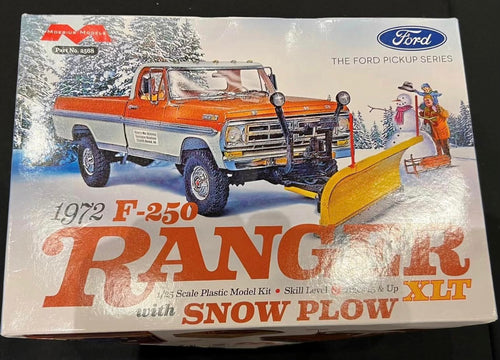 Moebius Models
Part No. 2568
Ford
THE FORD PICKUP SERIES
1972 F-250
RANGER
XLT
1/25 Scale Plastic Model Kit • Skill Level & Up
with SNOW PLOW